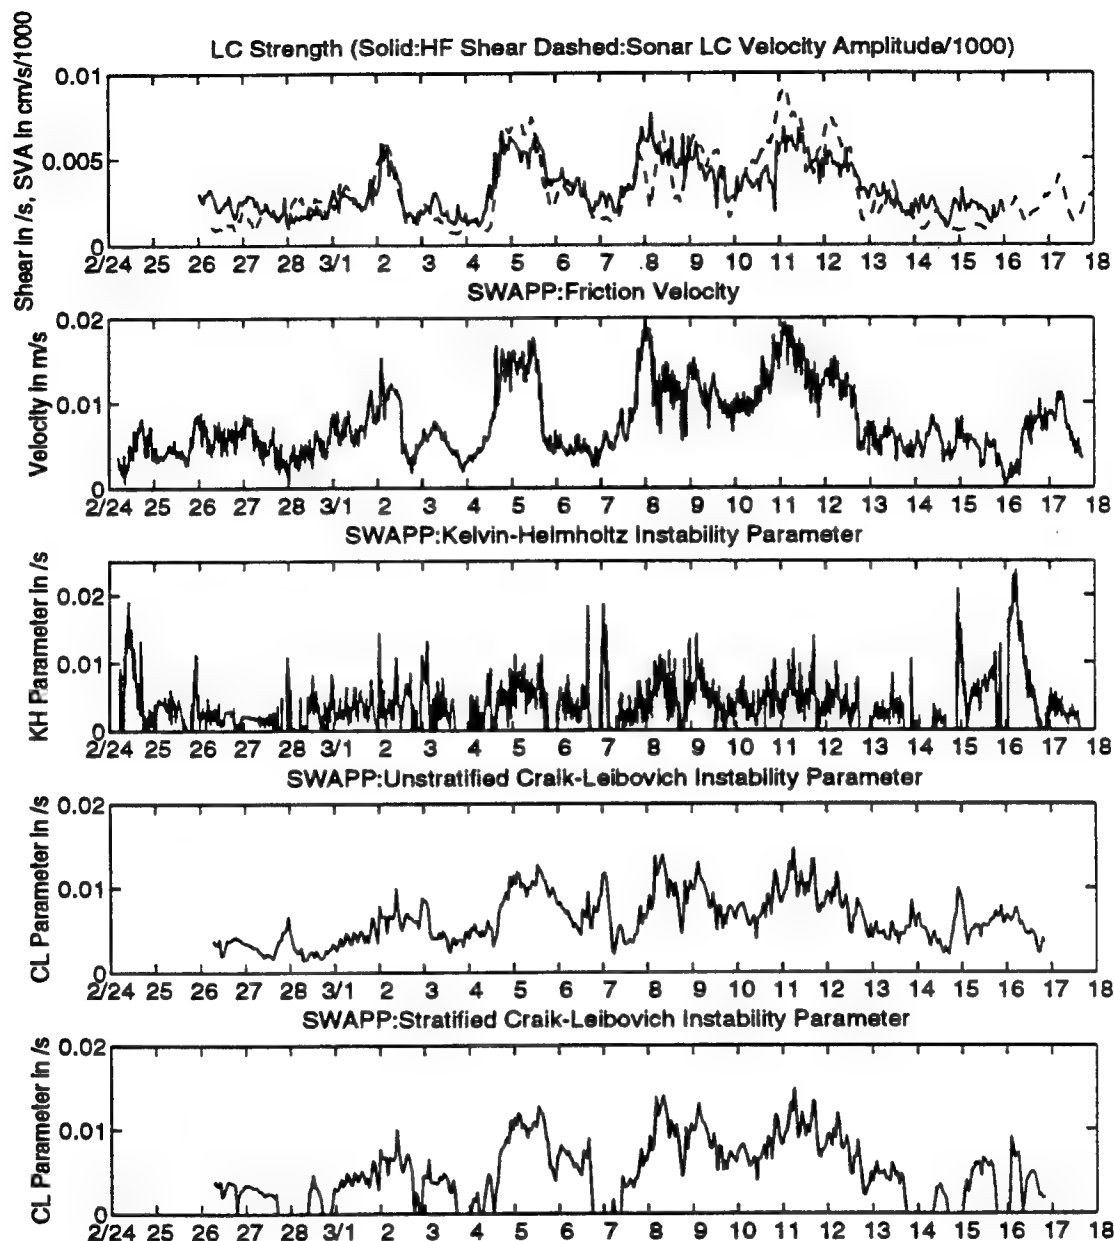 LC Strength (Solid:HF Shear Dashed:Sonar LC Velocity Amplitude/1000)
Shear in /s, SVA in cm/s/1000
0.01
0.005
0
2/24 25 26 27 28 3/1 2 3 4 5 6 7 8 9 10 11 12 13 14 15 16 17 18
SWAPP:Friction Velocity
Velocity in m/s
0.02
0.01
0
2/24 25 26 27 28 3/1 2 3 4 5 6 7 8 9 10 11 12 13 14 15 16 17 18
SWAPP:Kelvin-Helmholtz Instability Parameter
KH Parameter in /s
0.02
0.01
0
2/24 25 26 27 28 3/1 2 3 4 5 6 7 8 9 10 11 12 13 14 15 16 17 18
SWAPP:Unstratified Craik-Leibovich Instability Parameter
CL Parameter in /s
0.02
0.01
0
2/24 25 26 27 28 3/1 2 3 4 5 6 7 8 9 10 11 12 13 14 15 16 17 18
SWAPP:Stratified Craik-Leibovich Instability Parameter
CL Parameter in /s
0.02
0.01
0
2/24 25 26 27 28 3/1 2 3 4 5 6 7 8 9 10 11 12 13 14 15 16 17 18